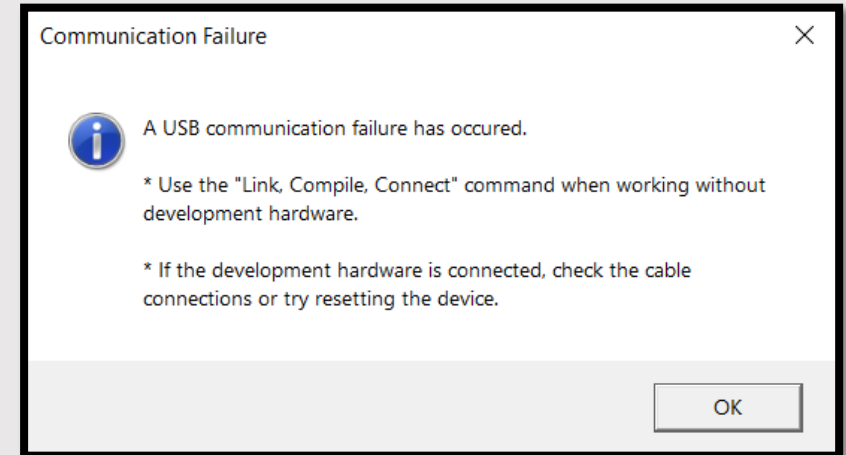 Communication Failure
A USB communication failure has occured.
* Use the "Link, Compile, Connect" command when working without
development hardware.
* If the development hardware is connected, check the cable
connections or try resetting the device.
OK